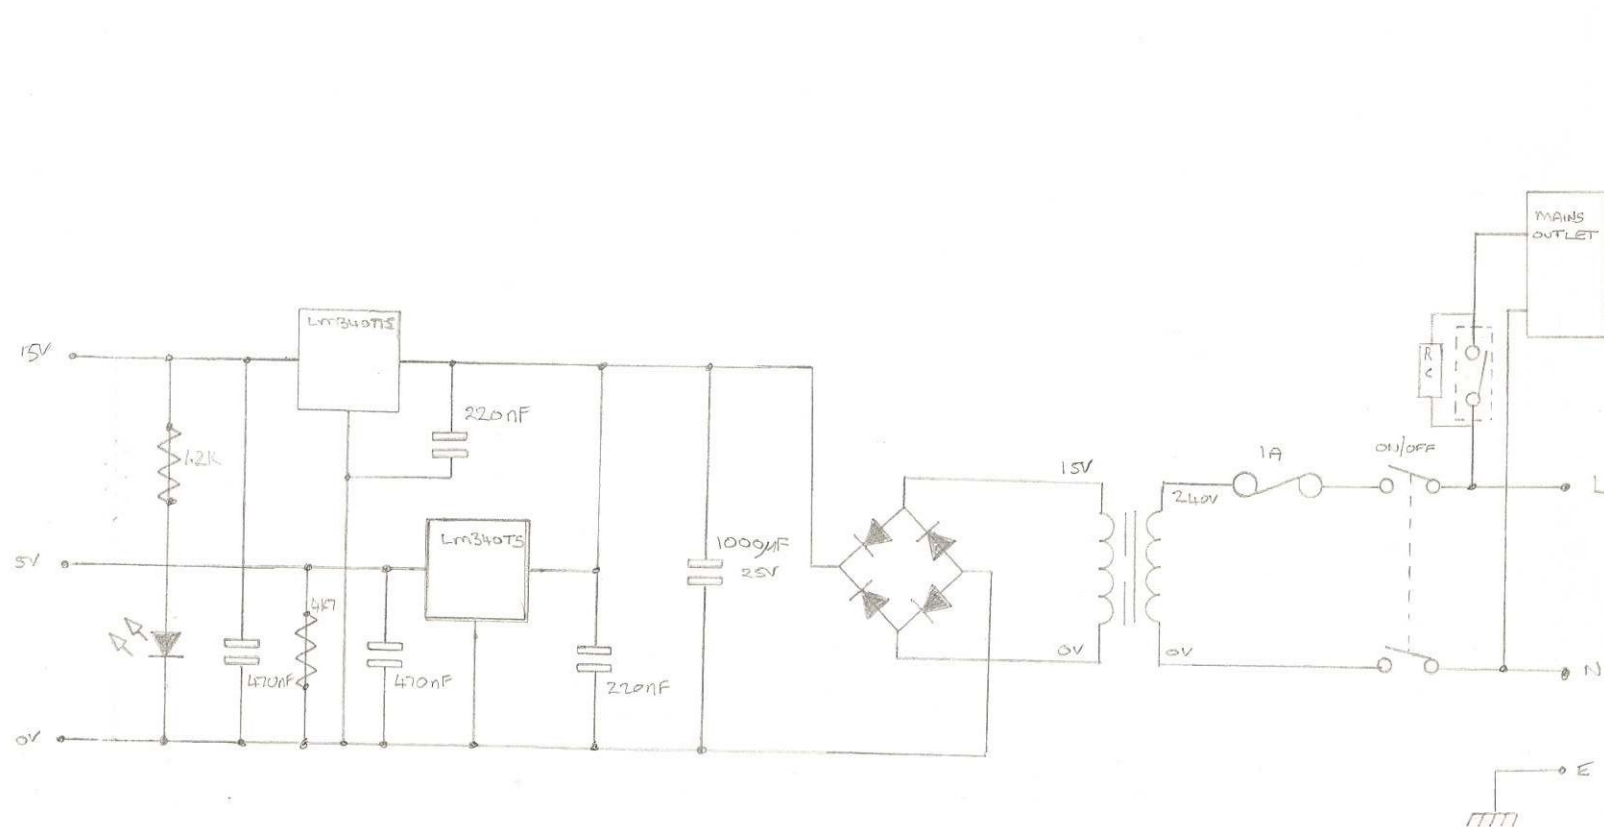 MAINS
OUTLET
LM340T15
15V
R
C
220nF
ON/OFF
1A
15V
1.2K
L
240V
LM340T5
1000μF
25V
5V
4K7
0V
0V
N
470nF
470nF
220nF
0V
E